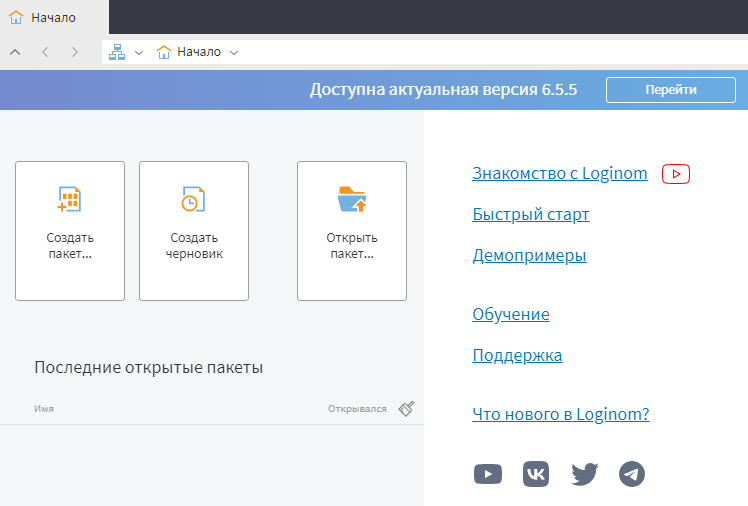 Начало
Начало
Доступна актуальная версия 6.5.5
Перейти
Создать
пакет...
Создать
черновик
Открыть
пакет...
Знакомство с Loginom
Быстрый старт
Демопримеры
Обучение
Поддержка
Что нового в Loginom?
Последние открытые пакеты
Имя
Открывался